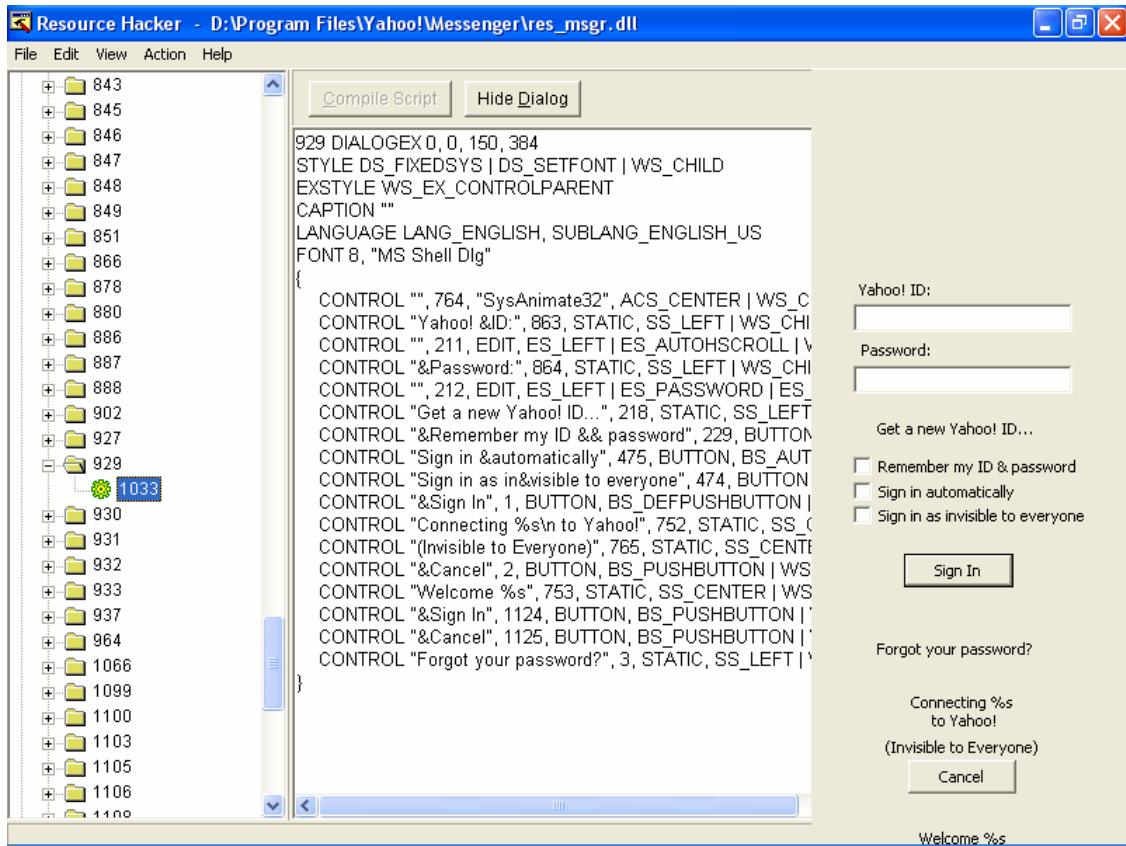 Resource Hacker - D:\Program Files\Yahoo!\Messenger\res_msgr.dll
File Edit View Action Help
843
845
846
847
848
849
851
866
878
880
886
887
888
902
927
929
1033
930
931
932
933
937
964
1066
1099
1100
1103
1105
1106
1108
Compile Script Hide Dialog
929 DIALOGEX 0, 0, 150, 384
STYLE DS_FIXEDSYS | DS_SETFONT | WS_CHILD
EXSTYLE WS_EX_CONTROLPARENT
CAPTION ""
LANGUAGE LANG_ENGLISH, SUBLANG_ENGLISH_US
FONT 8, "MS Shell Dlg"
{
CONTROL "", 764, "SysAnimate32", ACS_CENTER | WS_C
CONTROL "Yahoo! &ID:", 863, STATIC, SS_LEFT | WS_CHI
CONTROL "", 211, EDIT, ES_LEFT | ES_AUTOHSCROLL |
CONTROL "&Password:", 864, STATIC, SS_LEFT | WS_CHI
CONTROL "", 212, EDIT, ES_LEFT | ES_PASSWORD | ES_
CONTROL "Get a new Yahoo! ID...", 218, STATIC, SS_LEFT
CONTROL "&Remember my ID && password", 229, BUTTON
CONTROL "Sign in &automatically", 475, BUTTON, BS_AUT
CONTROL "Sign in as in&visible to everyone", 474, BUTTON
CONTROL "&Sign In", 1, BUTTON, BS_DEFPUSHBUTTON |
CONTROL "Connecting %s\n to Yahoo!", 752, STATIC, SS_
CONTROL "(Invisible to Everyone)", 765, STATIC, SS_CENTE
CONTROL "&Cancel", 2, BUTTON, BS_PUSHBUTTON | WS
CONTROL "Welcome %s", 753, STATIC, SS_CENTER | WS
CONTROL "&Sign In", 1124, BUTTON, BS_PUSHBUTTON |
CONTROL "&Cancel", 1125, BUTTON, BS_PUSHBUTTON |
CONTROL "Forgot your password?", 3, STATIC, SS_LEFT |
}
Yahoo! ID:
Password:
Get a new Yahoo! ID...
Remember my ID & password
Sign in automatically
Sign in as invisible to everyone
Sign In
Forgot your password?
Connecting %s
to Yahoo!
(Invisible to Everyone)
Cancel
Welcome %s